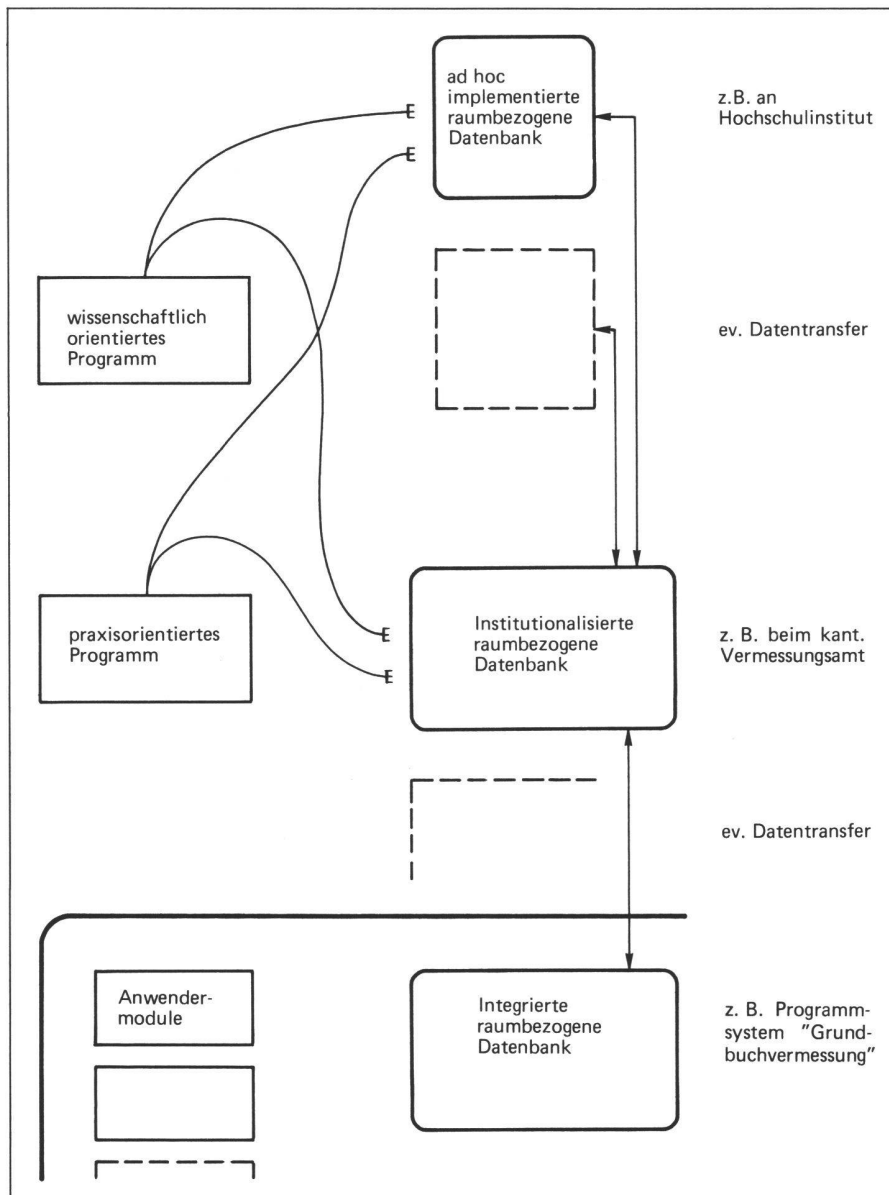 ad hoc
implementierte
raumbezogene
Datenbank
z.B. an
Hochschulinstitut
wissenschaftlich
orientiertes
Programm
ev. Datentransfer
praxisorientiertes
Programm
Institutionalisierte
raumbezogene
Datenbank
z. B. beim kant.
Vermessungsamt
ev. Datentransfer
Anwender-
module
Integrierte
raumbezogene
Datenbank
z. B. Programm-
system "Grund-
buchvermessung"